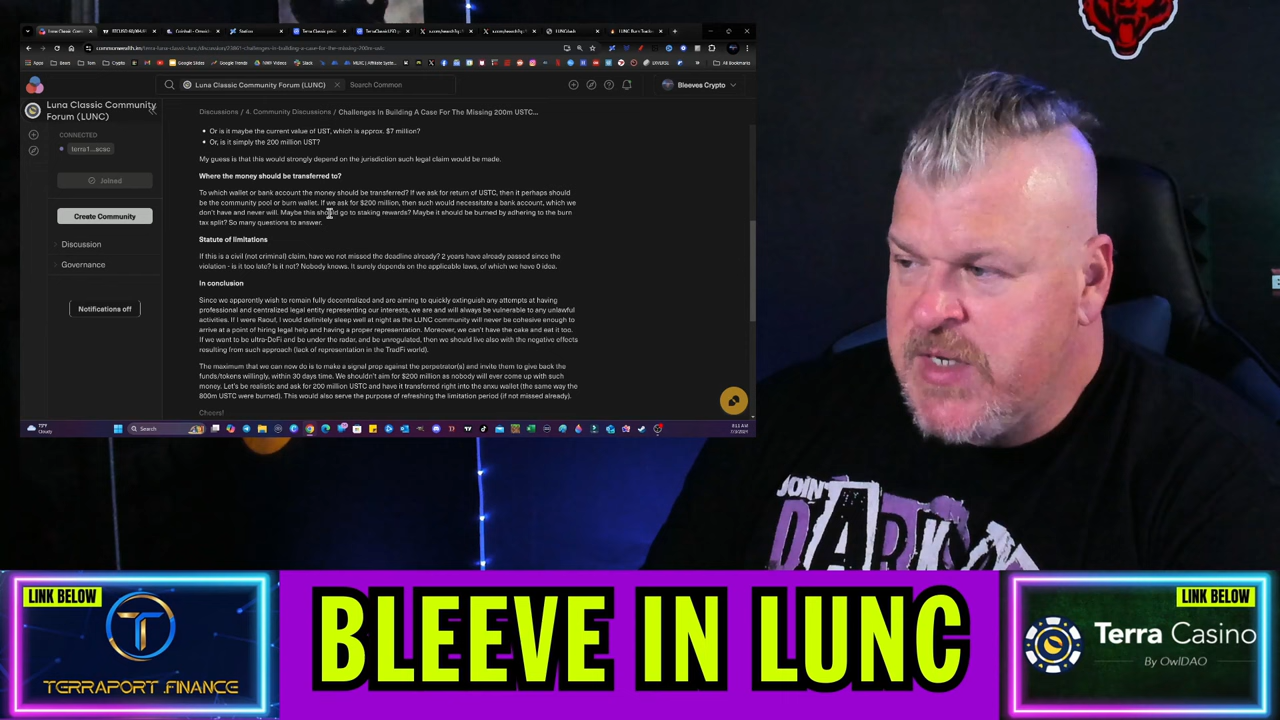 commonwealth.im/terra-luna-classic-lunc/discussion/
All Bookmarks
Luna Classic Community Forum (LUNC)
Search Common
Bleeves Crypto
Luna Classic Community
Forum (LUNC)
CONNECTED
terra1...scsc
Joined
Create Community
Discussion
Governance
Notifications off
Discussions / 4. Community Discussions / Challenges In Building A Case For The Missing 200m USTC...
Or is it maybe the current value of UST, which is approx. $7 million?
Or, is it simply the 200 million UST?
My guess is that this would strongly depend on the jurisdiction such legal claim would be made.
Where the money should be transferred to?
To which wallet or bank account the money should be transferred? If we ask for return of USTC, then it perhaps should
be the community pool or burn wallet. If we ask for $200 million, then such would necessitate a bank account, which we
don't have and never will. Maybe this should go to staking rewards? Maybe it should be burned by adhering to the burn
tax split? So many questions to answer.
Statute of limitations
If this is a civil (not criminal) claim, have we not missed the deadline already? 2 years have already passed since the
violation - is it too late? Is it not? Nobody knows. It surely depends on the applicable laws, of which we have 0 idea.
In conclusion
Since we apparently wish to remain fully decentralized and are aiming to quickly extinguish any attempts at having
professional and centralized legal entity representing our interests, we are and will always be vulnerable to any unlawful
activities. If I were Raoul, I would definitely sleep well at night as the LUNC community will never be cohesive enough to
arrive at a point of hiring legal help and having a proper representation. Moreover, we can't have the cake and eat it too.
If we want to be ultra-DeFi and be under the radar, and be unregulated, then we should live also with the negative effects
resulting from such approach (lack of representation in the TradFi world).
The maximum that we can now do is to make a signal prop against the perpetrator(s) and invite them to give back the
funds/tokens willingly, within 30 days time. We shouldn't aim for $200 million as nobody will ever come up with such
money. Let's be realistic and ask for 200 million USTC and have it transferred right into the anxu wallet (the same way the
800m USTC were burned). This would also serve the purpose of refreshing the limitation period (if not missed already).
Cheers!
Cloudy
Search
8:11 AM
JOIN
DARK
LINK BELOW
TERRAPORT.FINANCE
BLEEVE IN LUNC
LINK BELOW
Terra Casino
By OwlDAO